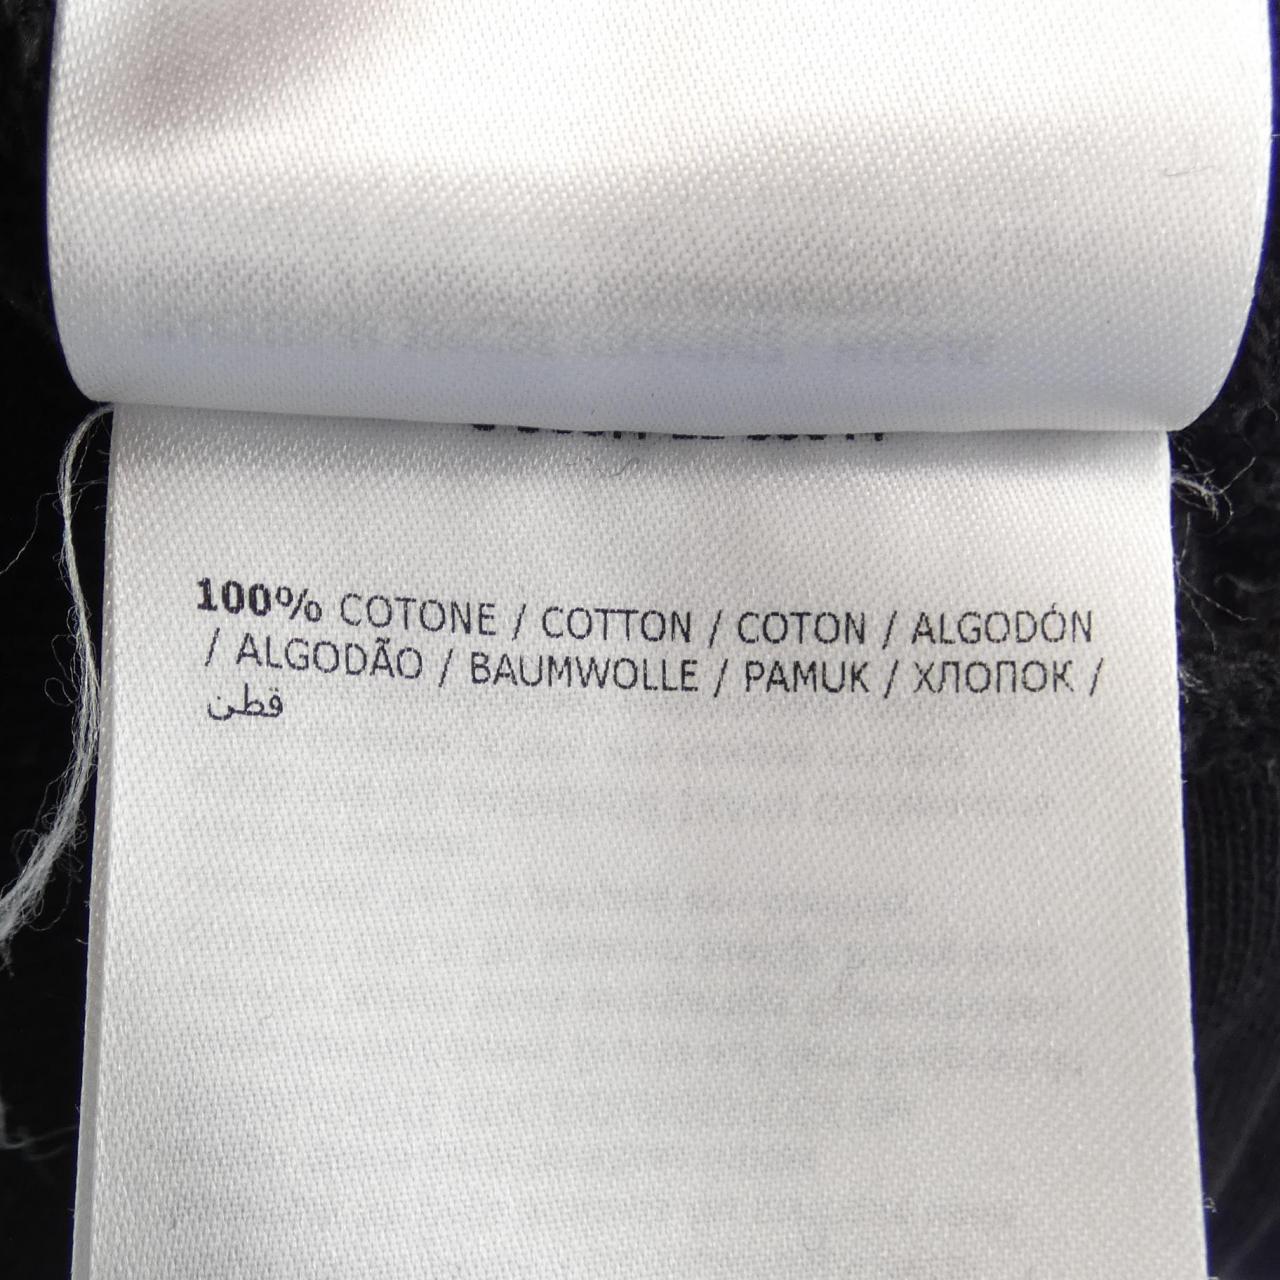 100% COTONE / COTTON / COTON / ALGODÓN
/ ALGODÃO / BAUMWOLLE / PAMUK / ХЛОПОК /
قطن